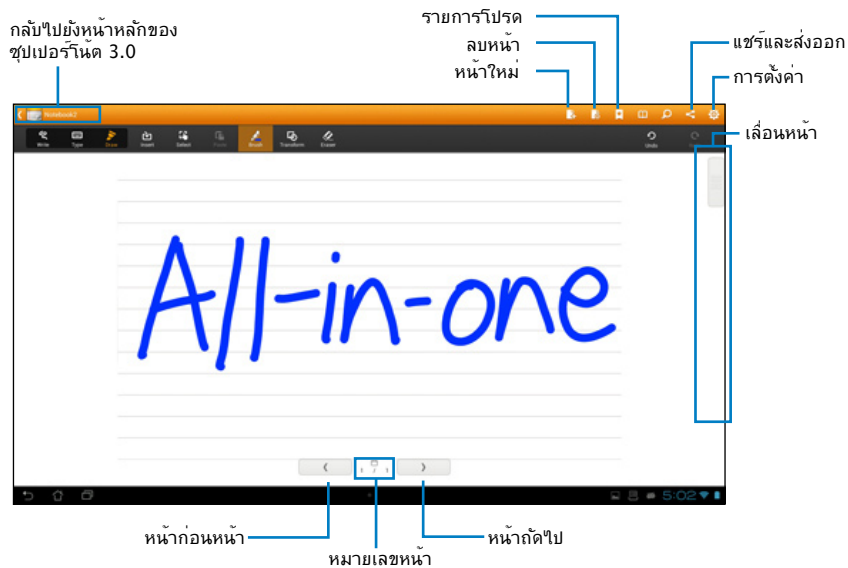 กลับไปยังหน้าหลักของ
ซุปเปอร์โน้ต 3.0
รายการโปรด
ลบหน้า
หน้าใหม่
แชร์และส่งออก
การตั้งค่า
เลื่อนหน้า
Notebook2
Write Type Draw Insert Select Paste Brush Transform Eraser Undo
All-in-one
5:02
หน้าก่อนหน้า
หมายเลขหน้า
หน้าถัดไป